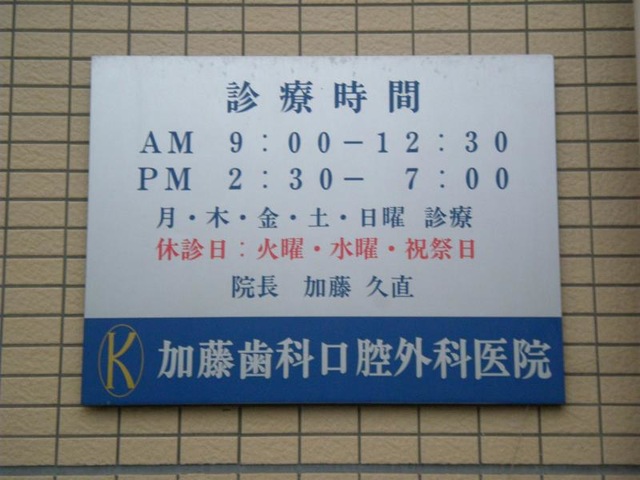 診療時間
AM 9:00-12:30
PM 2:30- 7:00
月・木・金・土・日曜 診療
休診日:火曜・水曜・祝祭日
院長 加藤 久直
K 加藤歯科口腔外科医院